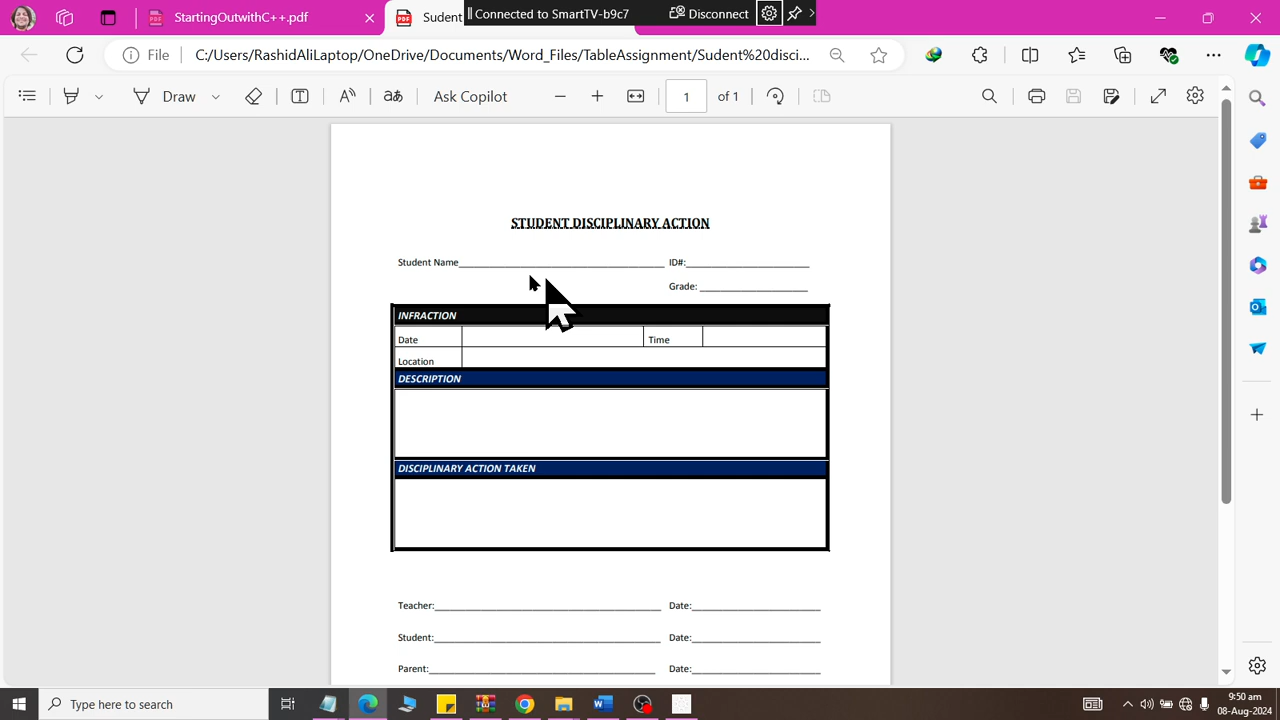 StartingOutwithC++.pdf
Sudent
Connected to SmartTV-b9c7
Disconnect
File
C:/Users/RashidAliLaptop/OneDrive/Documents/Word_Files/TableAssignment/Sudent%20disci...
Draw
Ask Copilot
1
of 1
STUDENT DISCIPLINARY ACTION
Student Name ID#:
Grade:
INFRACTION
Date Time
Location
DESCRIPTION
DISCIPLINARY ACTION TAKEN
Teacher: Date:
Student: Date:
Parent: Date:
Type here to search
9:50 am
08-Aug-2024